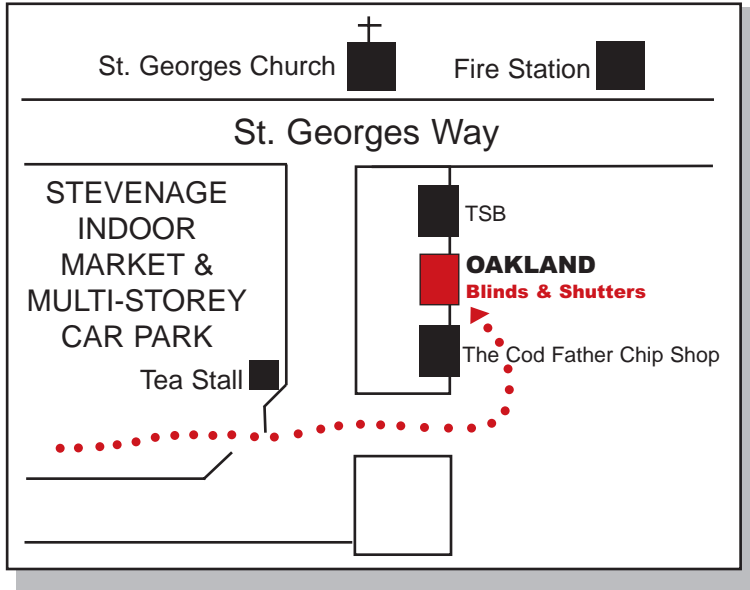 St. Georges Church
Fire Station
St. Georges Way
STEVENAGE
INDOOR
MARKET &
MULTI-STOREY
CAR PARK
Tea Stall
TSB
OAKLAND
Blinds & Shutters
The Cod Father Chip Shop